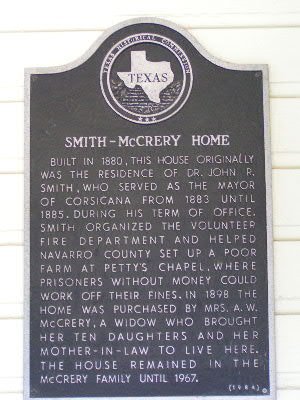 TEXAS HISTORICAL COMMISSION
TEXAS
SMITH-McCRERY HOME
BUILT IN 1880, THIS HOUSE ORIGINALLY
WAS THE RESIDENCE OF DR. JOHN R.
SMITH, WHO SERVED AS THE MAYOR
OF CORSICANA FROM 1883 UNTIL
1885. DURING HIS TERM OF OFFICE,
SMITH ORGANIZED THE VOLUNTEER
FIRE DEPARTMENT AND HELPED
NAVARRO COUNTY SET UP A POOR
FARM AT PETTY'S CHAPEL, WHERE
PRISONERS WITHOUT MONEY COULD
WORK OFF THEIR FINES. IN 1898 THE
HOME WAS PURCHASED BY MRS. A. W.
McCRERY, A WIDOW WHO BROUGHT
HER TEN DAUGHTERS AND HER
MOTHER-IN-LAW TO LIVE HERE.
THE HOUSE REMAINED IN THE
McCRERY FAMILY UNTIL 1967.
(1984)